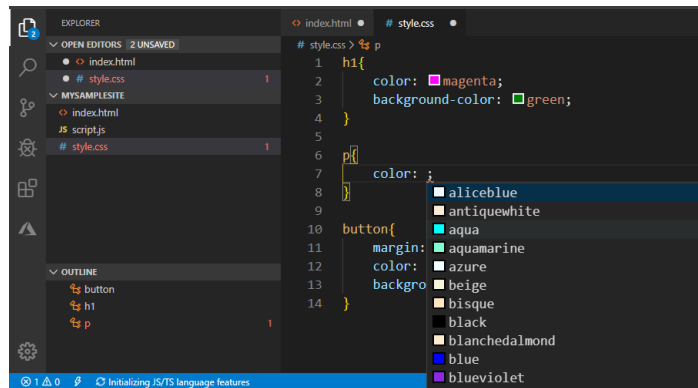 EXPLORER
OPEN EDITORS 2 UNSAVED
<> index.html
# style.css 1
MYSAMPLESITE
<> index.html
JS script.js
# style.css 1
OUTLINE
button
h1
p 1
<> index.html
# style.css
# style.css > p
1 h1{
2 color: magenta;
3 background-color: green;
4 }
5
6 p{
7 color: ;
8 }
9
10 button{
11 margin:
12 color:
13 backgro
14 }
aliceblue
antiquewhite
aqua
aquamarine
azure
beige
bisque
black
blanchedalmond
blue
blueviolet
2
1 0 Initializing JS/TS language features